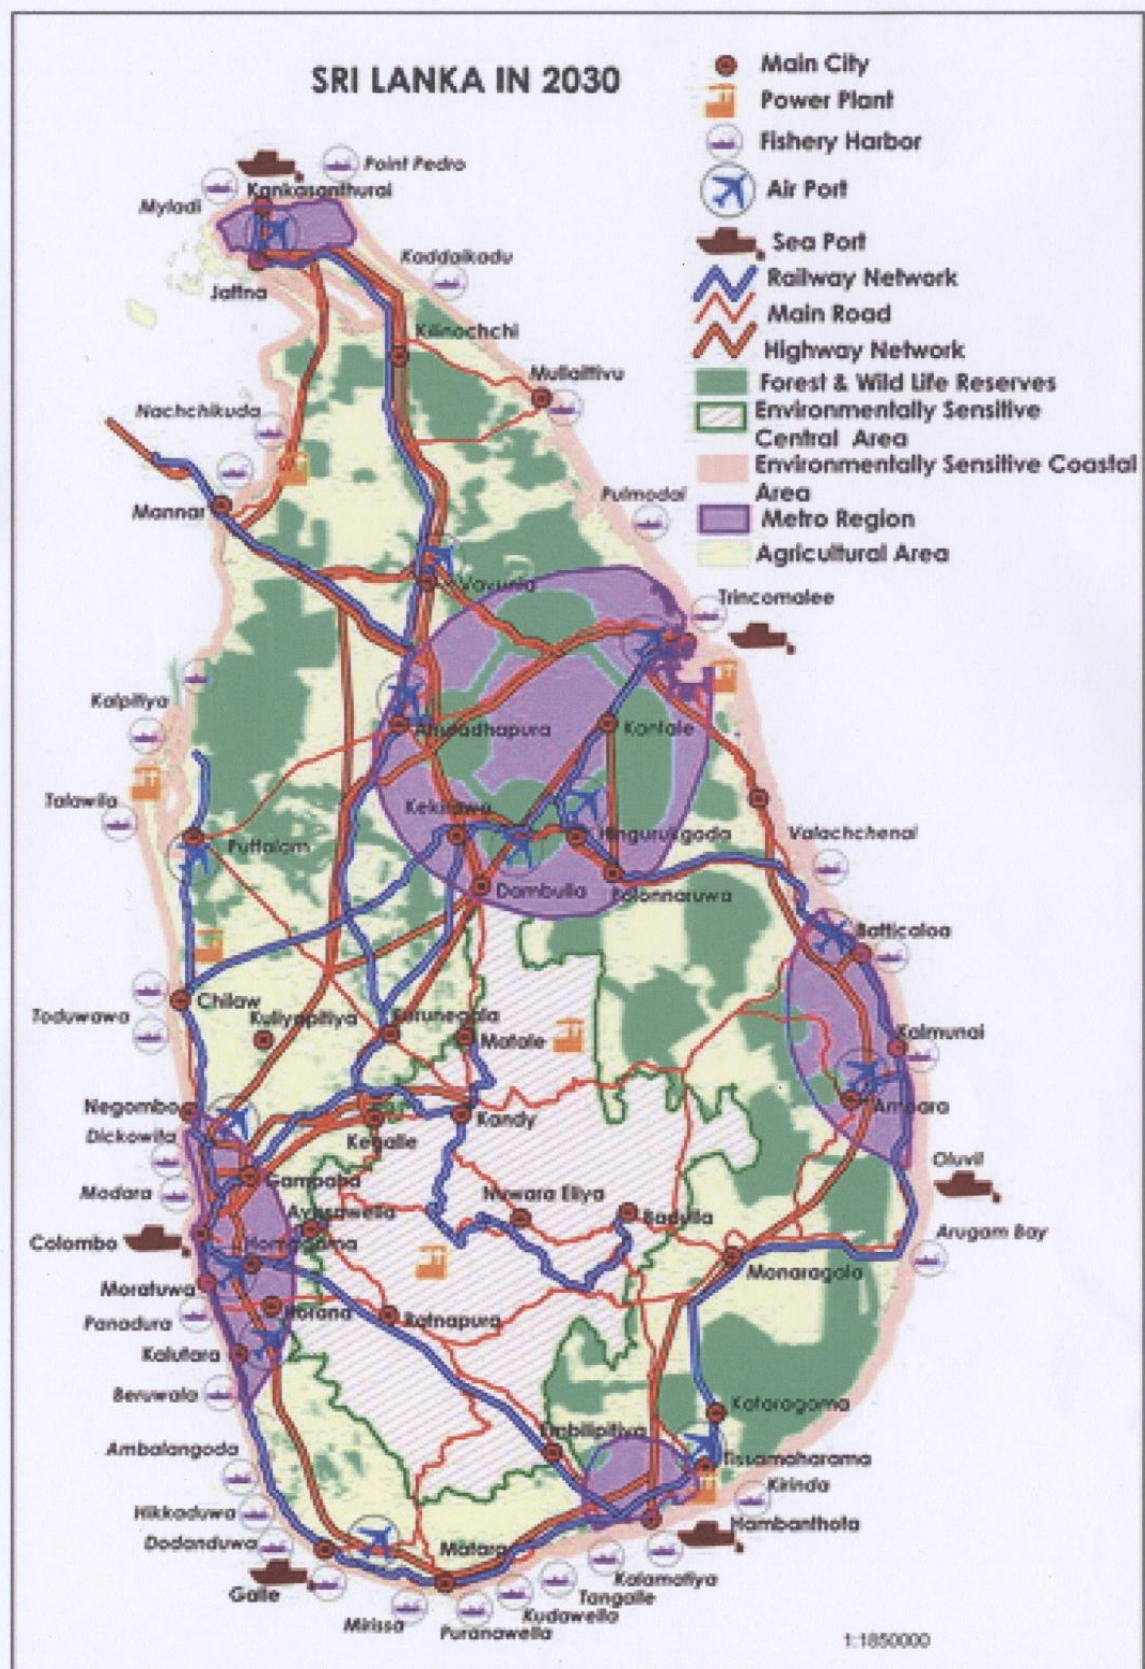 SRI LANKA IN 2030
Main City
Power Plant
Fishery Harbor
Air Port
Sea Port
Railway Network
Main Road
Highway Network
Forest & Wild Life Reserves
Environmentally Sensitive
Central Area
Environmentally Sensitive Coastal
Area
Metro Region
Agricultural Area
Point Pedro
Kankasanthurai
Myladi
Kaddaikadu
Jaffna
Kilinochchi
Mullaittivu
Nachchikuda
Pulmodai
Mannar
Vavunia
Trincomalee
Kalpitiya
Anuradhapura
Kantale
Talawila
Kekirawa
Hingurukgoda
Valachchenai
Puttalam
Dambulla
Polonnaruwa
Batticaloa
Chilaw
Toduwawa
Kuliyapitiya
Kurunegala
Matale
Kalmunai
Negombo
Dickowita
Kegalle
Kandy
Ampara
Modara
Gampaha
Nuwara Eliya
Oluvil
Ayissawella
Badulla
Colombo
Homagama
Arugam Bay
Moratuwa
Monaragala
Panadura
Horana
Ratnapura
Kalutara
Beruwala
Kataragama
Ambalangoda
Embilipitiya
Tissamaharama
Kirinda
Hikkaduwa
Hambanthota
Dodanduwa
Matara
Kalamatiya
Galle
Tangalle
Kudawella
Mirissa
Puranawella
1:1850000